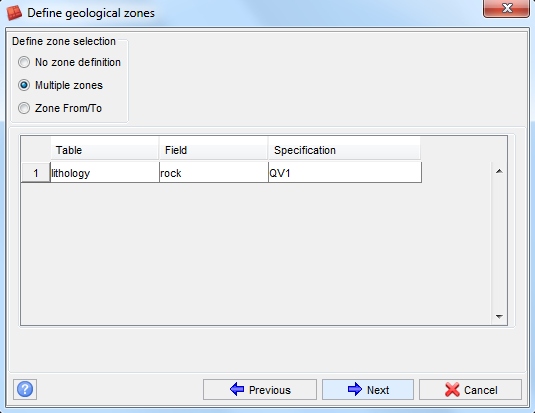 Define geological zones
Define zone selection
No zone definition
Multiple zones
Zone From/To
Table Field Specification
1 lithology rock QV1
? Previous Next Cancel